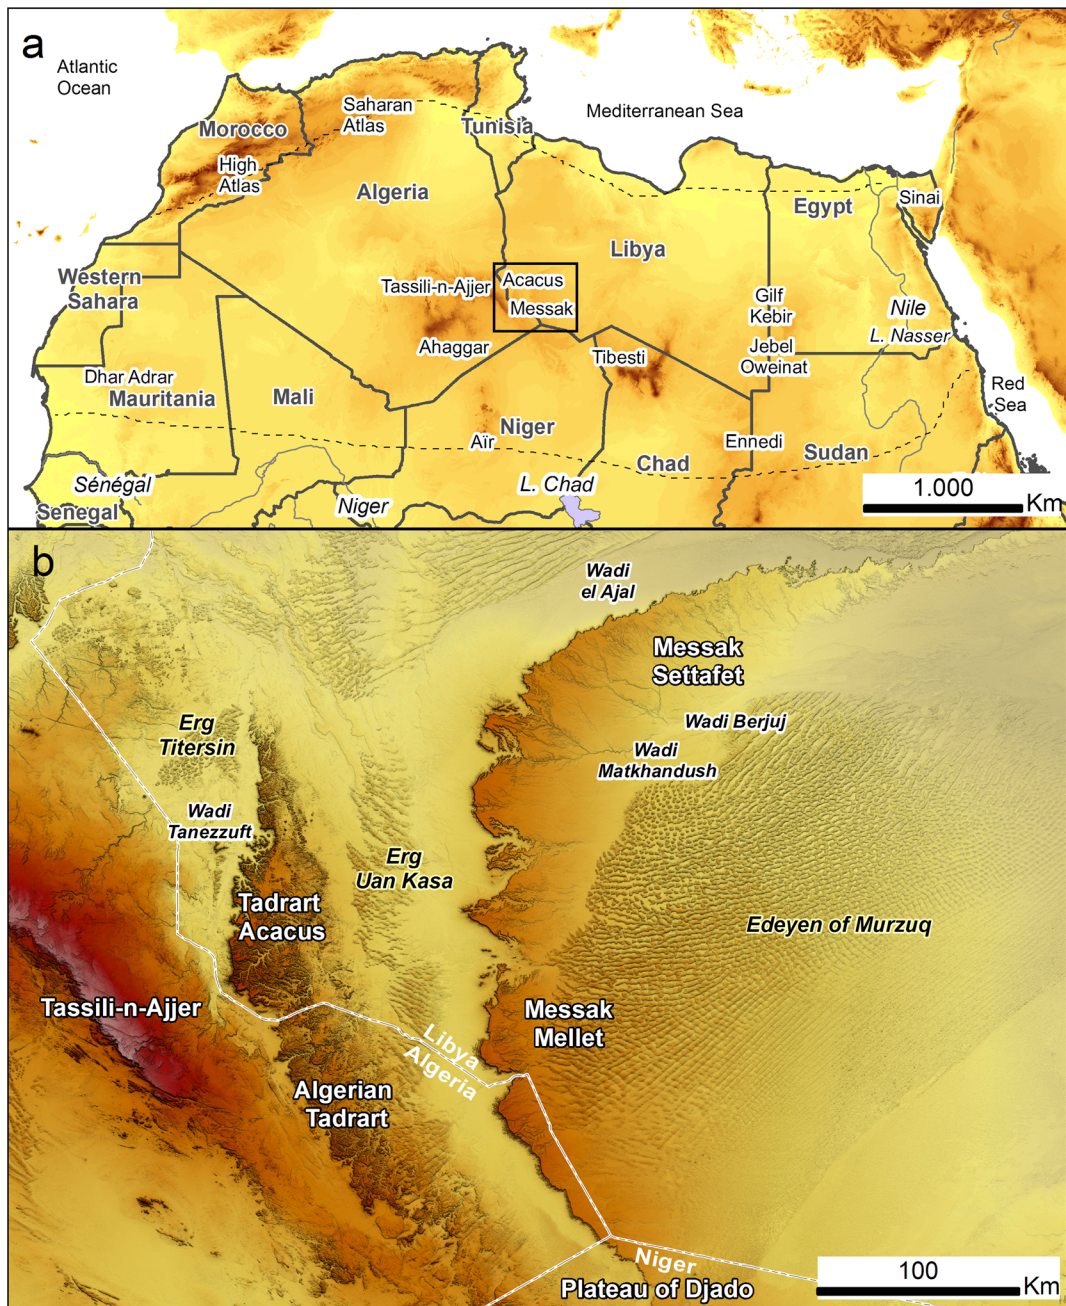 a
Atlantic
Ocean
Mediterranean Sea
Saharan
Atlas
Morocco
Tunisia
High
Atlas
Algeria
Egypt
Sinai
Libya
Western
Sahara
Tassili-n-Ajjer
Acacus
Messak
Gilf
Kebir
Nile
L. Nasser
Ahaggar
Tibesti
Jebel
Oweinat
Dhar Adrar
Mauritania
Mali
Red
Sea
Niger
Aïr
Ennedi
Sudan
Chad
Sénégal
Senegal
Niger
L. Chad
1.000
Km
b
Wadi
el Ajal
Messak
Settafet
Erg
Titersin
Wadi Berjuj
Wadi
Matkhandush
Wadi
Tanezzuft
Erg
Uan Kasa
Tadrart
Acacus
Edeyen of Murzuq
Tassili-n-Ajjer
Messak
Mellet
Libya
Algeria
Algerian
Tadrart
Niger
Plateau of Djado
100
Km